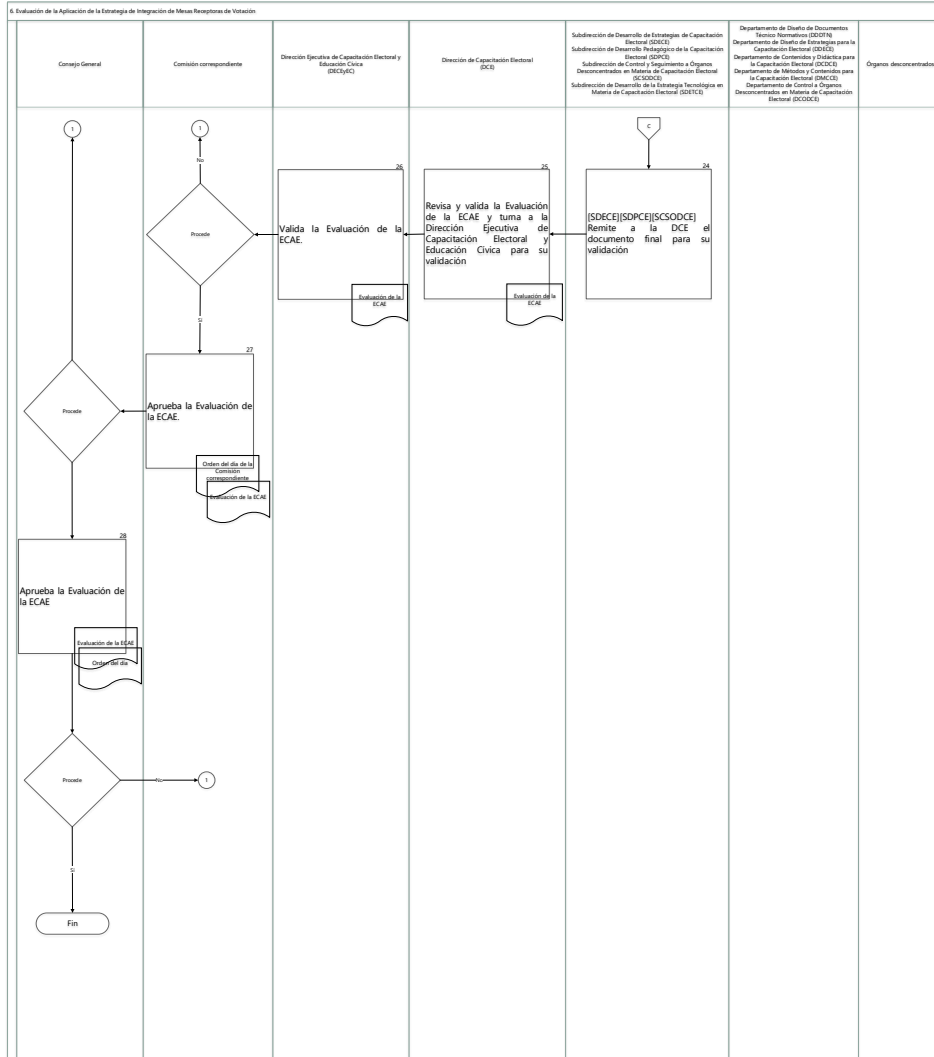 6. Evaluación de la Aplicación de la Estrategia de Integración de Mesas Receptoras de Votación
Consejo General
Comisión correspondiente
Dirección Ejecutiva de Capacitación Electoral y
Educación Cívica
(DECEyEC)
Dirección de Capacitación Electoral
(DCE)
Subdirección de Desarrollo de Estrategias de Capacitación
Electoral (SDECE)
Subdirección de Desarrollo Pedagógico de la Capacitación
Electoral (SDPCE)
Subdirección de Control y Seguimiento a Órganos
Desconcentrados en Materia de Capacitación Electoral
(SCSODCE)
Subdirección de Desarrollo de la Estrategia Tecnológica en
Materia de Capacitación Electoral (SDETCE)
Departamento de Diseño de Documentos
Técnico Normativos (DDDTN)
Departamento de Diseño de Estrategias para la
Capacitación Electoral (DDECE)
Departamento de Contenidos y Didáctica para
la Capacitación Electoral (DCDCE)
Departamento de Métodos y Contenidos para
la Capacitación Electoral (DMCCE)
Departamento de Control a Órganos
Desconcentrados en Materia de Capacitación
Electoral (DCODCE)
Órganos desconcentrados
1
1
C
No
26
25
24
Procede
Valida la Evaluación de la
ECAE.
Revisa y valida la Evaluación
de la ECAE y turna a la
Dirección Ejecutiva de
Capacitación Electoral y
Educación Cívica para su
validación
[SDECE][SDPCE][SCSODCE]
Remite a la DCE el
documento final para su
validación
Evaluación de la
ECAE
Evaluación de la
ECAE
Si
27
Procede
Aprueba la Evaluación de
la ECAE.
Orden del día de la
Comisión
correspondiente
Evaluación de la ECAE
28
Aprueba la Evaluación de
la ECAE
Evaluación de la ECAE
Orden del día
Procede
No
1
Si
Fin